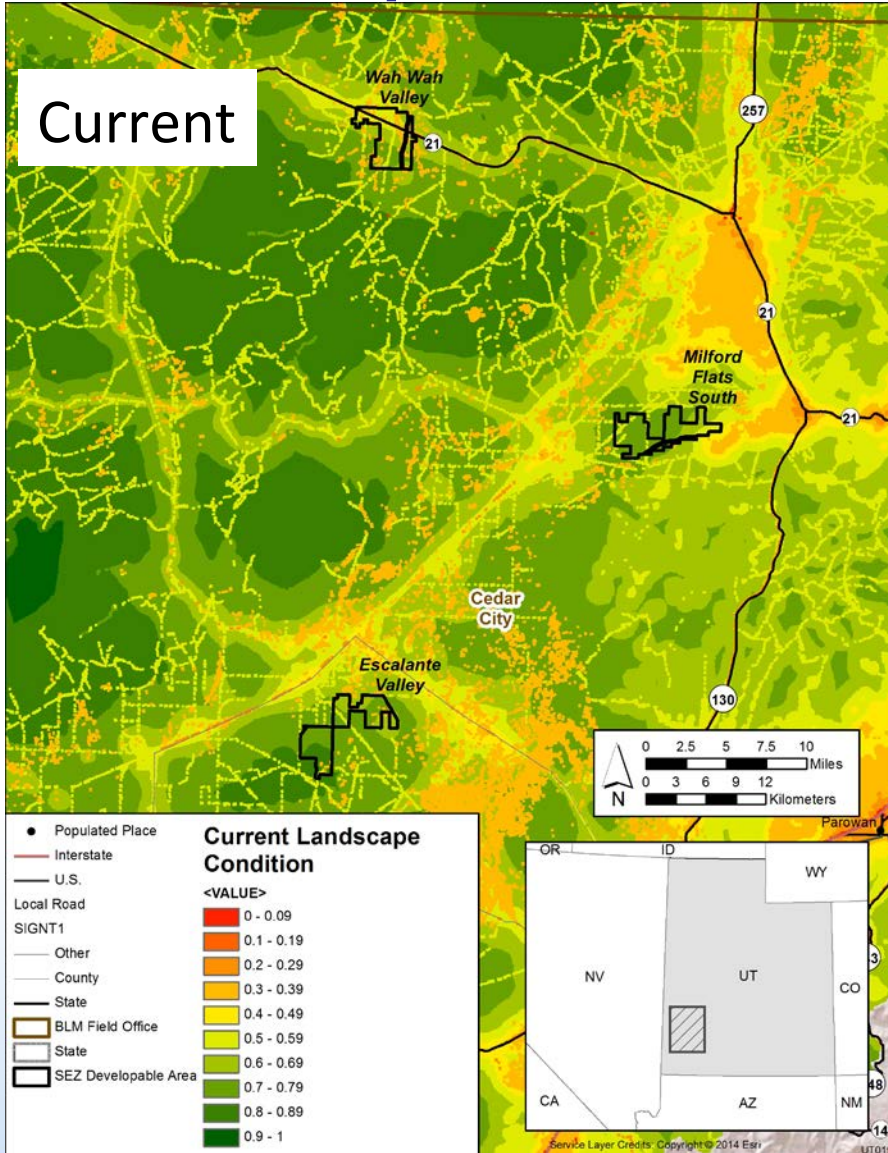 Current
Wah Wah
Valley
21
257
21
Milford
Flats
South
21
Cedar
City
Escalante
Valley
130
0 2.5 5 7.5 10
Miles
0 3 6 9 12
Kilometers
N
Parowan
Populated Place
Interstate
U.S.
Local Road
SIGNT1
Other
County
State
BLM Field Office
State
SEZ Developable Area
Current Landscape
Condition
<VALUE>
0 - 0.09
0.1 - 0.19
0.2 - 0.29
0.3 - 0.39
0.4 - 0.49
0.5 - 0.59
0.6 - 0.69
0.7 - 0.79
0.8 - 0.89
0.9 - 1
OR ID
WY
NV
UT
CO
CA
AZ
NM
3
48
14
Service Layer Credits: Copyright © 2014 Esri